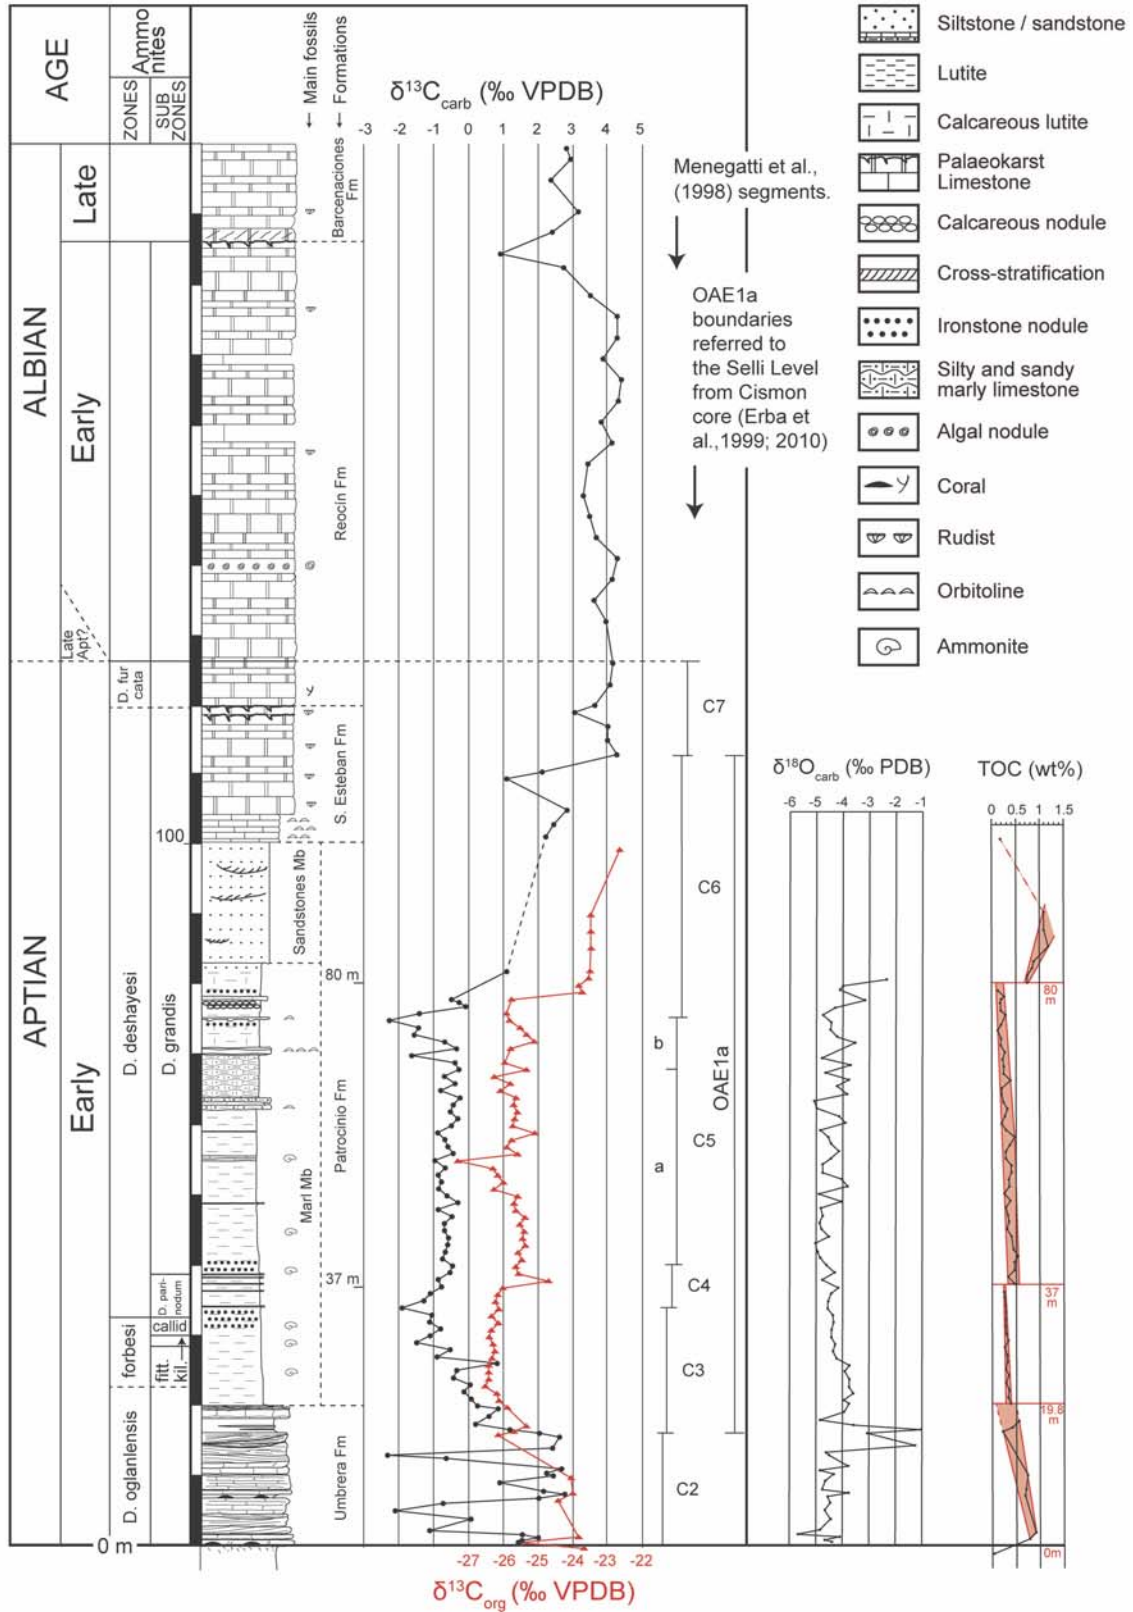 AGE
Ammo
nites
ZONES
SUB
ZONES
← Main fossils
← Formations
δ13Ccarb (‰ VPDB)
-3 -2 -1 0 1 2 3 4 5
ALBIAN
APTIAN
Late
Early
Late
Apt?
Early
D. fur
cata
D. deshayesi
D. grandis
D. pari-
nodum
callid
forbesi
fitt.
kil.
D. oglanlensis
100
0 m
Barcenaciones
Fm
Reocín Fm
S. Esteban Fm
Sandstones Mb
80 m
Patrocinio Fm
Marl Mb
37 m
Umbrera Fm
-27 -26 -25 -24 -23 -22
δ13Corg (‰ VPDB)
Menegatti et al.,
(1998) segments.
OAE1a
boundaries
referred to
the Selli Level
from Cismon
core (Erba et
al.,1999; 2010)
C7
C6
b
C5
a
C4
C3
C2
OAE1a
δ18Ocarb (‰ PDB)
-6 -5 -4 -3 -2 -1
TOC (wt%)
0 0.5 1 1.5
80
m
37
m
19.8
m
0m
Siltstone / sandstone
Lutite
Calcareous lutite
Palaeokarst
Limestone
Calcareous nodule
Cross-stratification
Ironstone nodule
Silty and sandy
marly limestone
Algal nodule
Coral
Rudist
Orbitoline
Ammonite